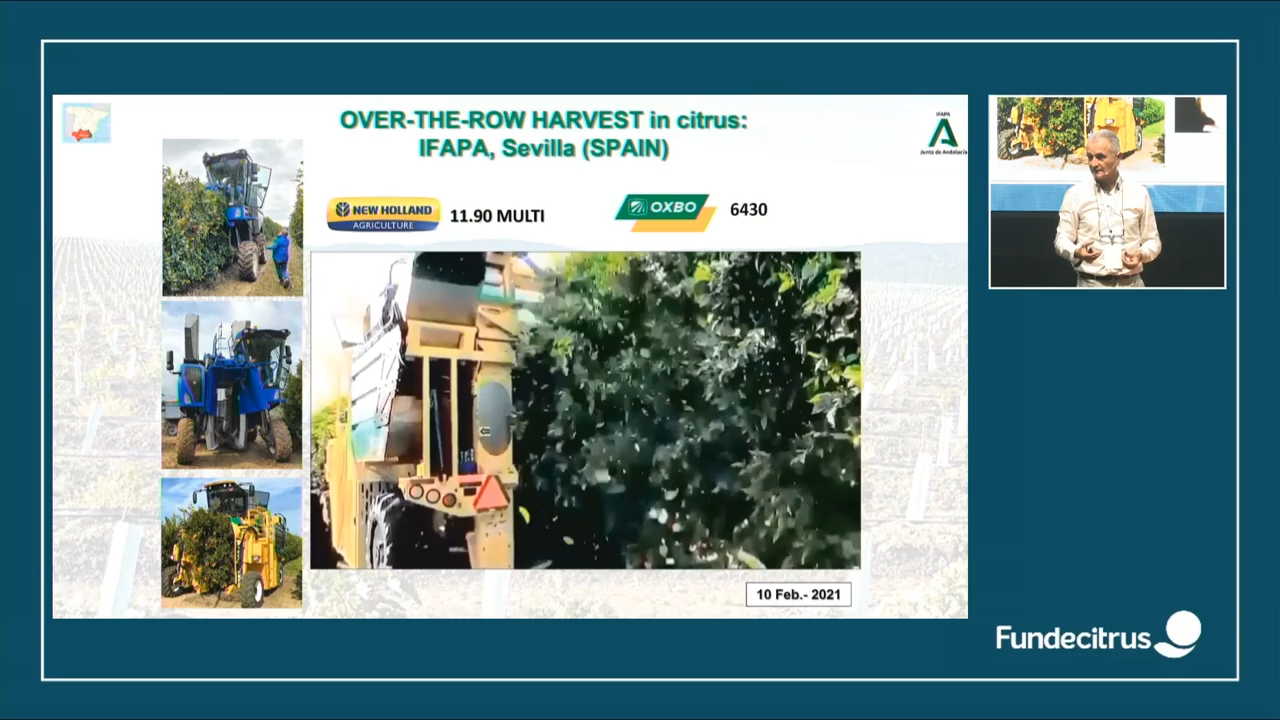 OVER-THE-ROW HARVEST in citrus:
IFAPA, Sevilla (SPAIN)
IFAPA
Junta de Andalucía
NEW HOLLAND
AGRICULTURE
11.90 MULTI
OXBO
6430
10 Feb.- 2021
Fundecitrus